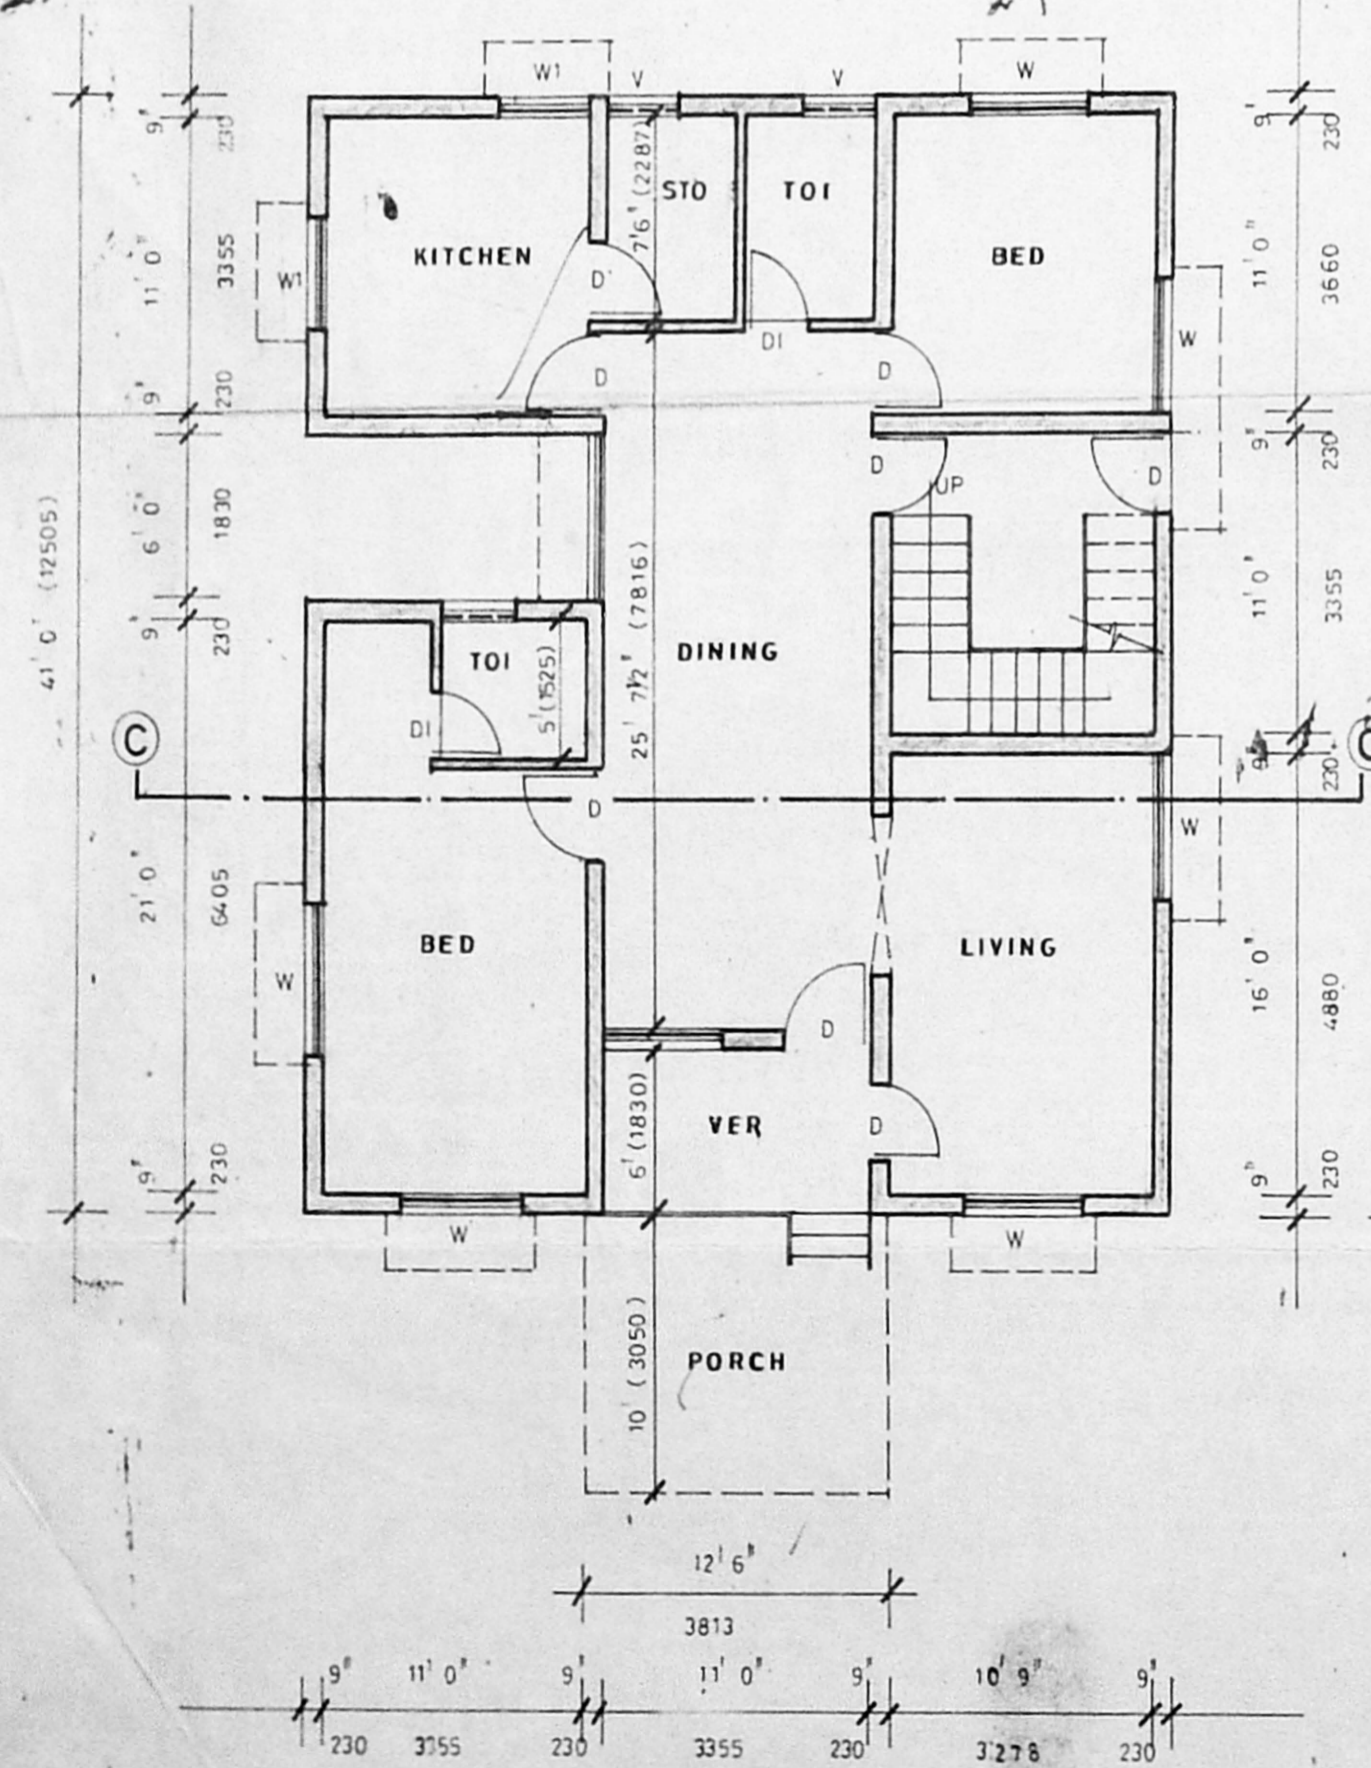 W1
V
V
W
9"
230
9"
230
7'6" (2287)
STO
TOI
KITCHEN
BED
W1
11' 0"
3355
11' 0"
3660
W
D
DI
D
D
9"
230
9"
230
D
UP
D
41' 0" (12505)
6' 0"
1830
11' 0"
3355
9"
230
TOI
5' (1525)
25' 7½" (7816)
DINING
DI
C
9"
230
C
D
W
21' 0"
6405
BED
LIVING
W
16' 0"
4880
D
VER
6' (1830)
D
9"
230
9"
230
W
W
10' (3050)
PORCH
12' 6"
3813
9" 11' 0" 9" 11' 0" 9" 10' 9" 9"
230 3355 230 3355 230 3278 230